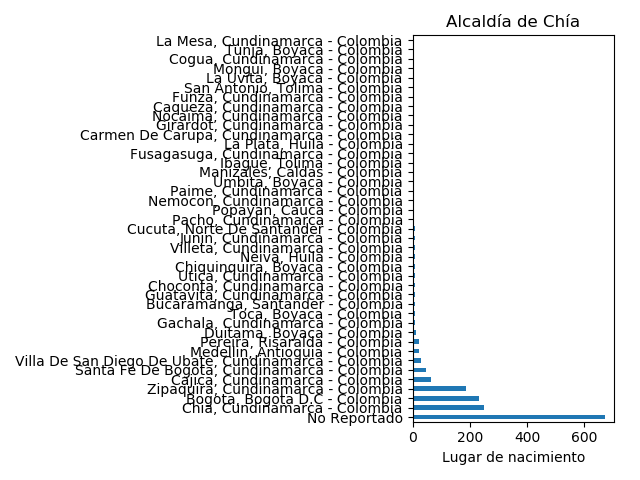 Alcaldía de Chía
La Mesa, Cundinamarca - Colombia
Tunja, Boyaca - Colombia
Cogua, Cundinamarca - Colombia
Mongui, Boyaca - Colombia
La Uvita, Boyaca - Colombia
San Antonio, Tolima - Colombia
Funza, Cundinamarca - Colombia
Caqueza, Cundinamarca - Colombia
Nocaima, Cundinamarca - Colombia
Girardot, Cundinamarca - Colombia
Carmen De Carupa, Cundinamarca - Colombia
La Plata, Huila - Colombia
Fusagasuga, Cundinamarca - Colombia
Ibague, Tolima - Colombia
Manizales, Caldas - Colombia
Umbita, Boyaca - Colombia
Paime, Cundinamarca - Colombia
Nemocon, Cundinamarca - Colombia
Popayan, Cauca - Colombia
Pacho, Cundinamarca - Colombia
Cucuta, Norte De Santander - Colombia
Junin, Cundinamarca - Colombia
Villeta, Cundinamarca - Colombia
Neiva, Huila - Colombia
Chiquinquira, Boyaca - Colombia
Utica, Cundinamarca - Colombia
Choconta, Cundinamarca - Colombia
Guatavita, Cundinamarca - Colombia
Bucaramanga, Santander - Colombia
Toca, Boyaca - Colombia
Gachala, Cundinamarca - Colombia
Duitama, Boyaca - Colombia
Pereira, Risaralda - Colombia
Medellin, Antioquia - Colombia
Villa De San Diego De Ubate, Cundinamarca - Colombia
Santa Fe De Bogota, Cundinamarca - Colombia
Cajica, Cundinamarca - Colombia
Zipaquira, Cundinamarca - Colombia
Bogota, Bogota D.C - Colombia
Chia, Cundinamarca - Colombia
No Reportado
0 200 400 600
Lugar de nacimiento